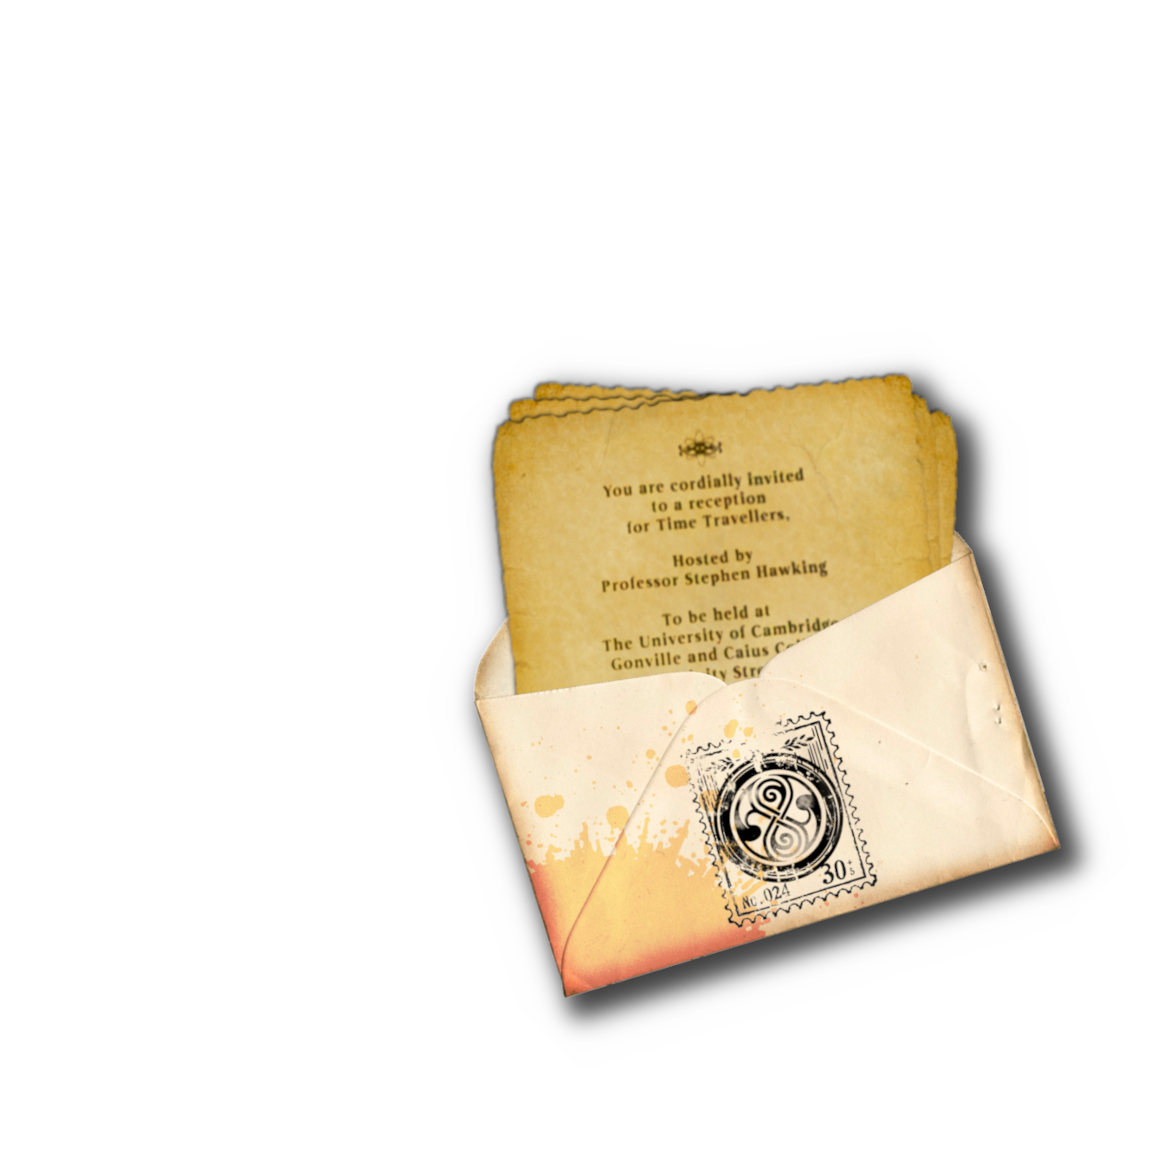 You are cordially invited
to a reception
for Time Travellers,
Hosted by
Professor Stephen Hawking
To be held at
The University of Cambridge
Gonville and Caius
No.024
30